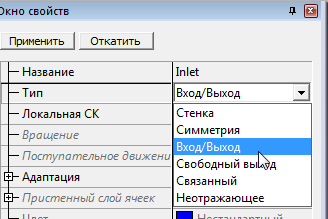 Окно свойств
Применить Откатить
Название Inlet
Тип Вход/Выход
Локальная СК Стенка
Вращение Симметрия
Поступательное Вход/Выход
Адаптация Свободный выход
Пристенный слой ячеек Связанный
Неотражающее
Цвет Нестандартный